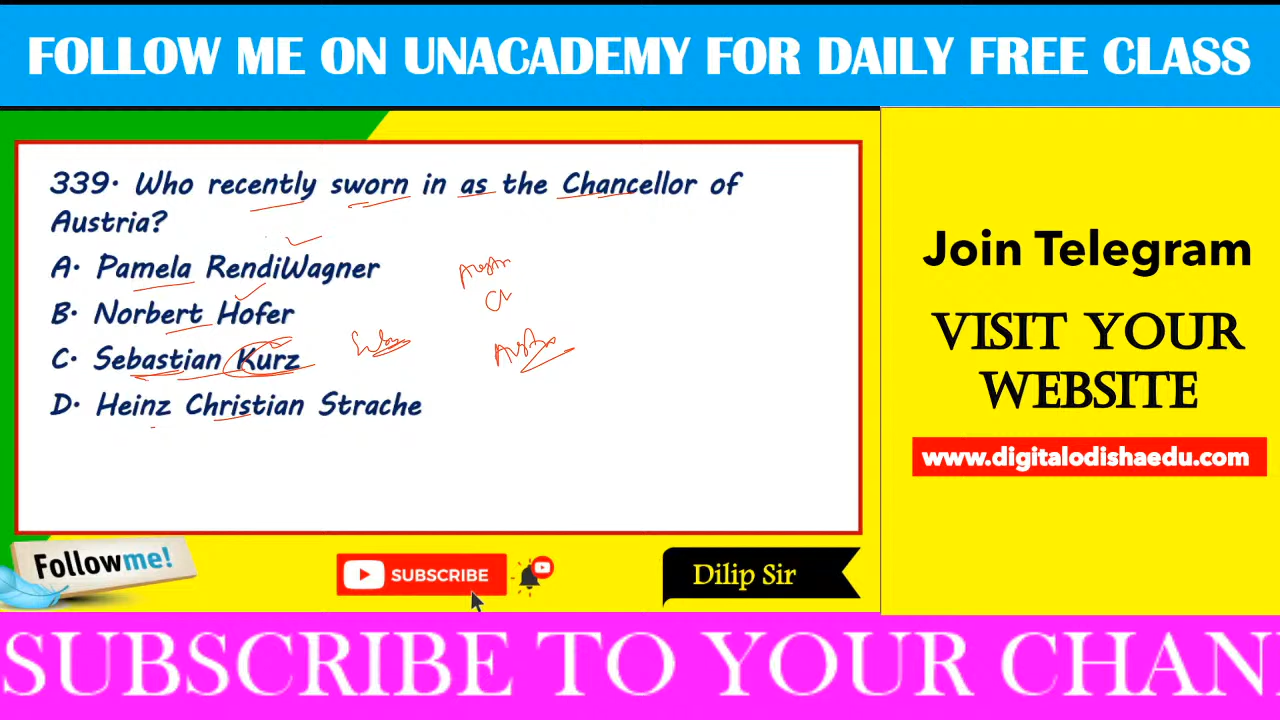 FOLLOW ME ON UNACADEMY FOR DAILY FREE CLASS
339. Who recently sworn in as the Chancellor of
Austria?
A. Pamela RendiWagner
B. Norbert Hofer
C. Sebastian Kurz
D. Heinz Christian Strache
Join Telegram
VISIT YOUR
WEBSITE
www.digitalodishaedu.com
Follow me!
SUBSCRIBE
Dilip Sir
SUBSCRIBE TO YOUR CHAN